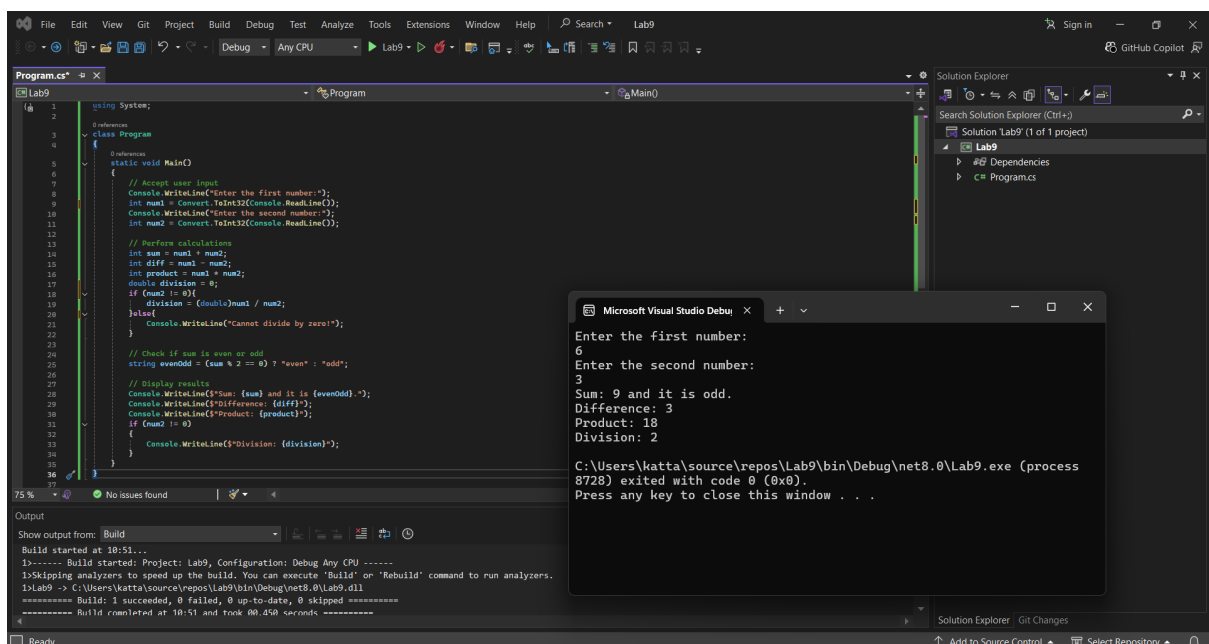 File Edit View Git Project Build Debug Test Analyze Tools Extensions Window Help Search Lab9 Sign in
Debug Any CPU Lab9 GitHub Copilot
Program.cs*
Lab9 Program Main()
1 using System;
2
0 references
3 class Program
4 {
0 references
5 static void Main()
6 {
7 // Accept user input
8 Console.WriteLine("Enter the first number:");
9 int num1 = Convert.ToInt32(Console.ReadLine());
10 Console.WriteLine("Enter the second number:");
11 int num2 = Convert.ToInt32(Console.ReadLine());
12
13 // Perform calculations
14 int sum = num1 + num2;
15 int diff = num1 - num2;
16 int product = num1 * num2;
17 double division = 0;
18 if (num2 != 0){
19 division = (double)num1 / num2;
20 }else{
21 Console.WriteLine("Cannot divide by zero!");
22 }
23
24 // Check if sum is even or odd
25 string evenOdd = (sum % 2 == 0) ? "even" : "odd";
26
27 // Display results
28 Console.WriteLine($"Sum: {sum} and it is {evenOdd}.");
29 Console.WriteLine($"Difference: {diff}");
30 Console.WriteLine($"Product: {product}");
31 if (num2 != 0)
32 {
33 Console.WriteLine($"Division: {division}");
34 }
35 }
36 }
37
75 % No issues found
Output
Show output from: Build
Build started at 10:51...
1>------ Build started: Project: Lab9, Configuration: Debug Any CPU ------
1>Skipping analyzers to speed up the build. You can execute 'Build' or 'Rebuild' command to run analyzers.
1>Lab9 -> C:\Users\katta\source\repos\Lab9\bin\Debug\net8.0\Lab9.dll
========== Build: 1 succeeded, 0 failed, 0 up-to-date, 0 skipped ==========
========== Build completed at 10:51 and took 00.450 seconds ==========
Microsoft Visual Studio Debu
Enter the first number:
6
Enter the second number:
3
Sum: 9 and it is odd.
Difference: 3
Product: 18
Division: 2
C:\Users\katta\source\repos\Lab9\bin\Debug\net8.0\Lab9.exe (process
8728) exited with code 0 (0x0).
Press any key to close this window . . .
Solution Explorer
Search Solution Explorer (Ctrl+;)
Solution 'Lab9' (1 of 1 project)
Lab9
Dependencies
C# Program.cs
Solution Explorer Git Changes
Ready Add to Source Control Select Repository